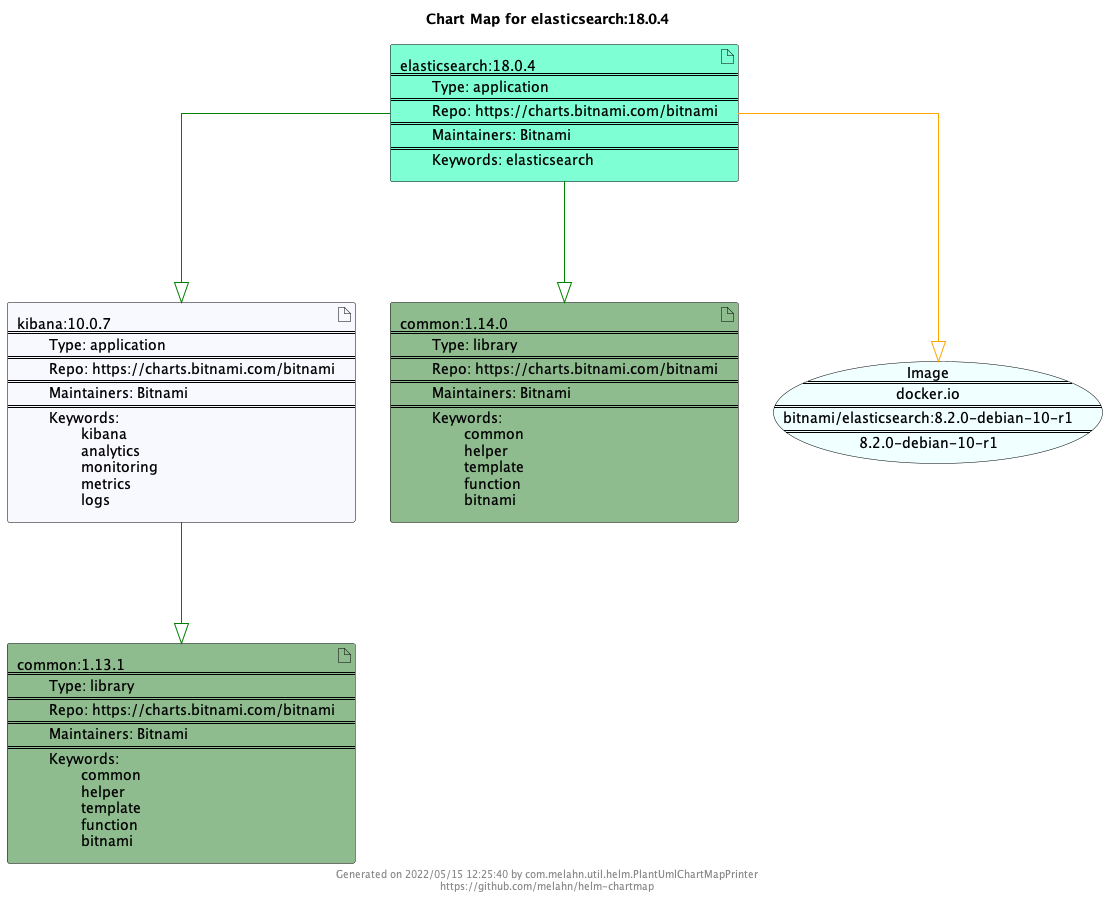 Chart Map for elasticsearch:18.0.4
elasticsearch:18.0.4
Type: application
Repo: https://charts.bitnami.com/bitnami
Maintainers: Bitnami
Keywords: elasticsearch
kibana:10.0.7
Type: application
Repo: https://charts.bitnami.com/bitnami
Maintainers: Bitnami
Keywords:
kibana
analytics
monitoring
metrics
logs
common:1.14.0
Type: library
Repo: https://charts.bitnami.com/bitnami
Maintainers: Bitnami
Keywords:
common
helper
template
function
bitnami
Image
docker.io
bitnami/elasticsearch:8.2.0-debian-10-r1
8.2.0-debian-10-r1
common:1.13.1
Type: library
Repo: https://charts.bitnami.com/bitnami
Maintainers: Bitnami
Keywords:
common
helper
template
function
bitnami
Generated on 2022/05/15 12:25:40 by com.melahn.util.helm.PlantUmlChartMapPrinter
https://github.com/melahn/helm-chartmap